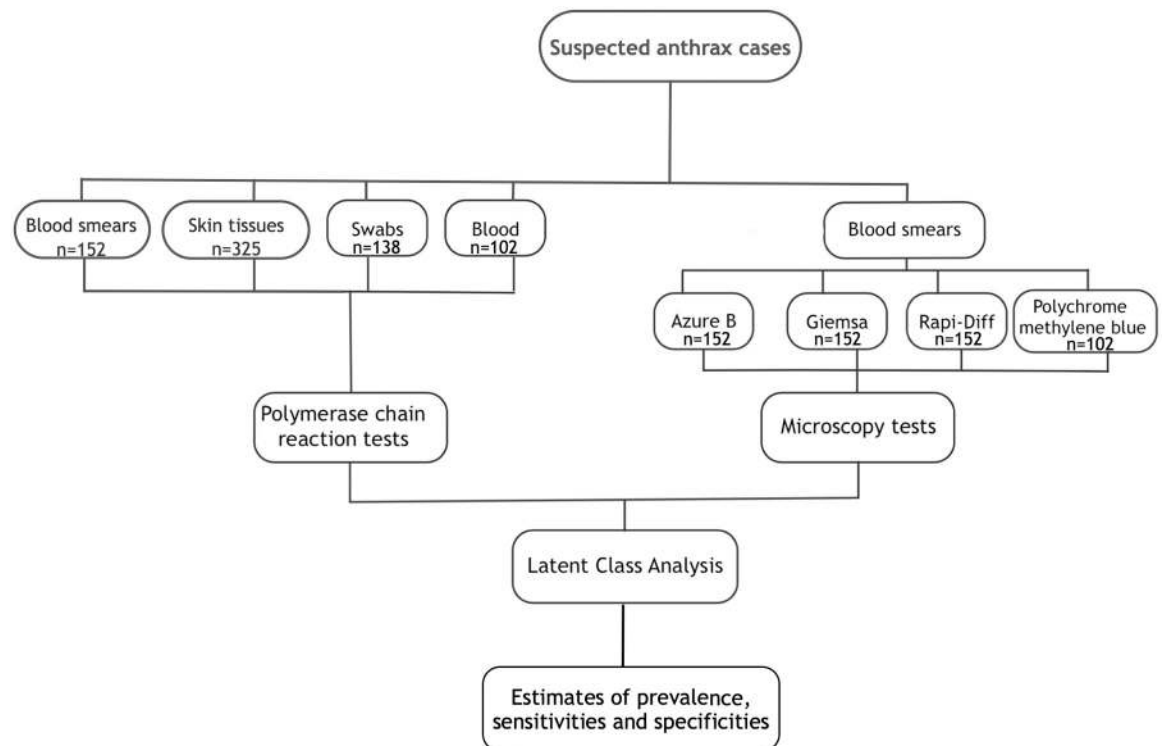 Suspected anthrax cases
Blood smears
n=152
Skin tissues
n=325
Swabs
n=138
Blood
n=102
Blood smears
Azure B
n=152
Giemsa
n=152
Rapi-Diff
n=152
Polychrome
methylene blue
n=102
Polymerase chain
reaction tests
Microscopy tests
Latent Class Analysis
Estimates of prevalence,
sensitivities and specificities